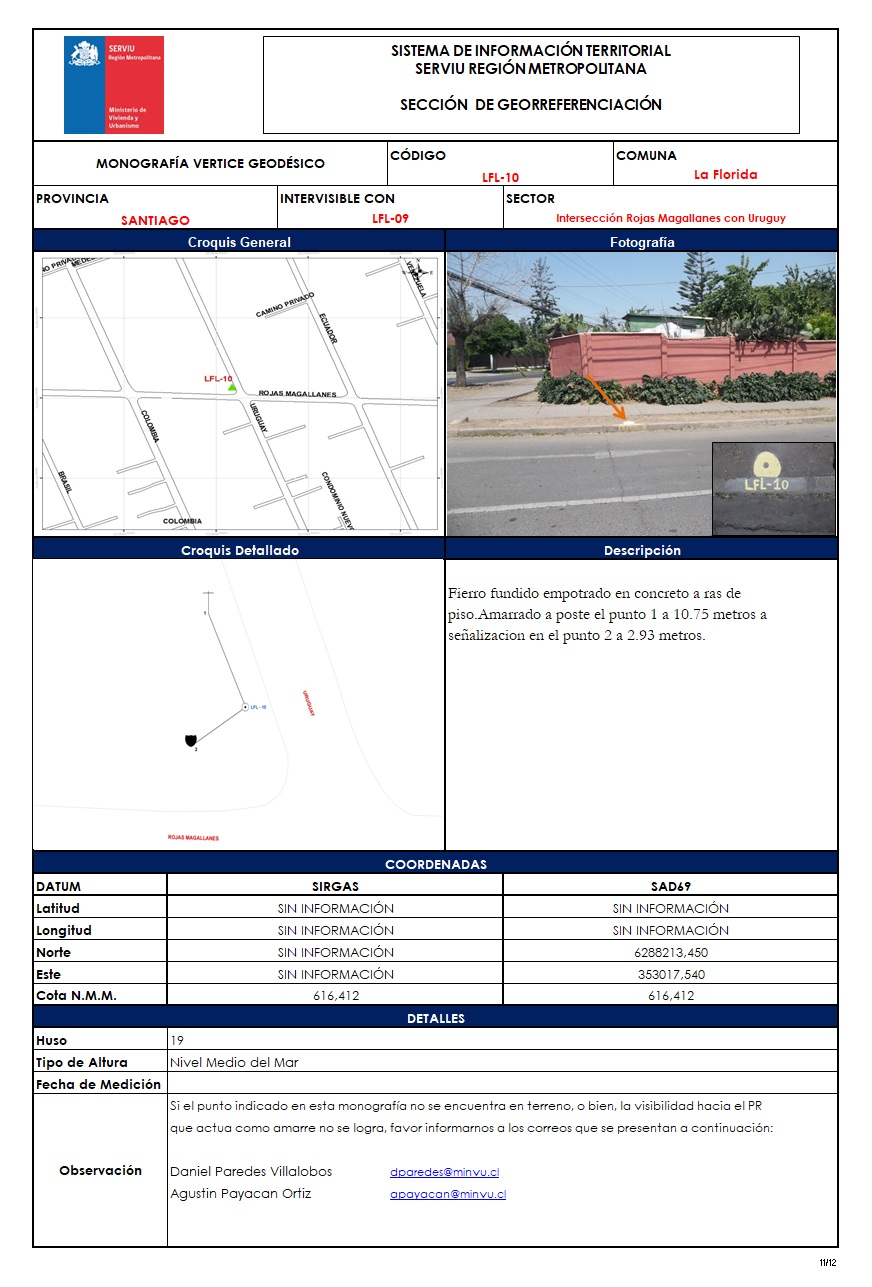 SERVIU
Región Metropolitana
Ministerio de
Vivienda y
Urbanismo
SISTEMA DE INFORMACIÓN TERRITORIAL
SERVIU REGIÓN METROPOLITANA
SECCIÓN DE GEORREFERENCIACIÓN
MONOGRAFÍA VERTICE GEODÉSICO
CÓDIGO
LFL-10
COMUNA
La Florida
PROVINCIA
SANTIAGO
INTERVISIBLE CON
LFL-09
SECTOR
Intersección Rojas Magallanes con Uruguy
Croquis General
Fotografía
NO PRIVA
MEDE
VENEZUELA
E
CAMINO PRIVADO
ECUADOR
LFL-10
ROJAS MAGALLANES
COLOMBIA
URUGUAY
BRASIL
CONDOMINIO NUEV
COLOMBIA
LFL-10
Croquis Detallado
Descripción
1
LFL - 10
URUGUAY
2
ROJAS MAGALLANES
Fierro fundido empotrado en concreto a ras de
piso.Amarrado a poste el punto 1 a 10.75 metros a
señalizacion en el punto 2 a 2.93 metros.
COORDENADAS
DATUM SIRGAS SAD69
Latitud SIN INFORMACIÓN SIN INFORMACIÓN
Longitud SIN INFORMACIÓN SIN INFORMACIÓN
Norte SIN INFORMACIÓN 6288213,450
Este SIN INFORMACIÓN 353017,540
Cota N.M.M. 616,412 616,412
DETALLES
Huso 19
Tipo de Altura Nivel Medio del Mar
Fecha de Medición
Observación
Si el punto indicado en esta monografía no se encuentra en terreno, o bien, la visibilidad hacia el PR
que actua como amarre no se logra, favor informarnos a los correos que se presentan a continuación:
Daniel Paredes Villalobos dparedes@minvu.cl
Agustin Payacan Ortiz apayacan@minvu.cl
11/12